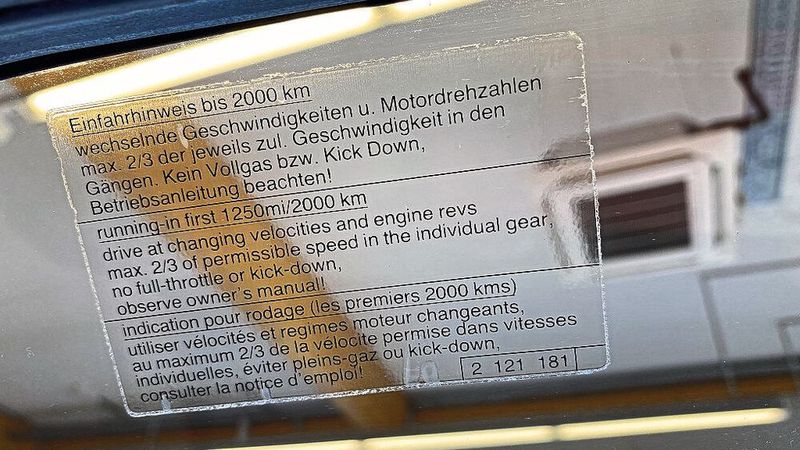 Einfahrhinweis bis 2000 km
wechselnde Geschwindigkeiten u. Motordrehzahlen
max. 2/3 der jeweils zul. Geschwindigkeit in den
Gängen. Kein Vollgas bzw. Kick Down,
Betriebsanleitung beachten!
running-in first 1250mi/2000 km
drive at changing velocities and engine revs
max. 2/3 of permissible speed in the individual gear,
no full-throttle or kick-down,
observe owner's manual!
indication pour rodage (les premiers 2000 kms)
utiliser vélocités et regimes moteur changeants,
au maximum 2/3 de la vélocite permise dans vitesses
individuelles, éviter pleins-gaz ou kick-down,
consulter la notice d'emploi!
2 121 181